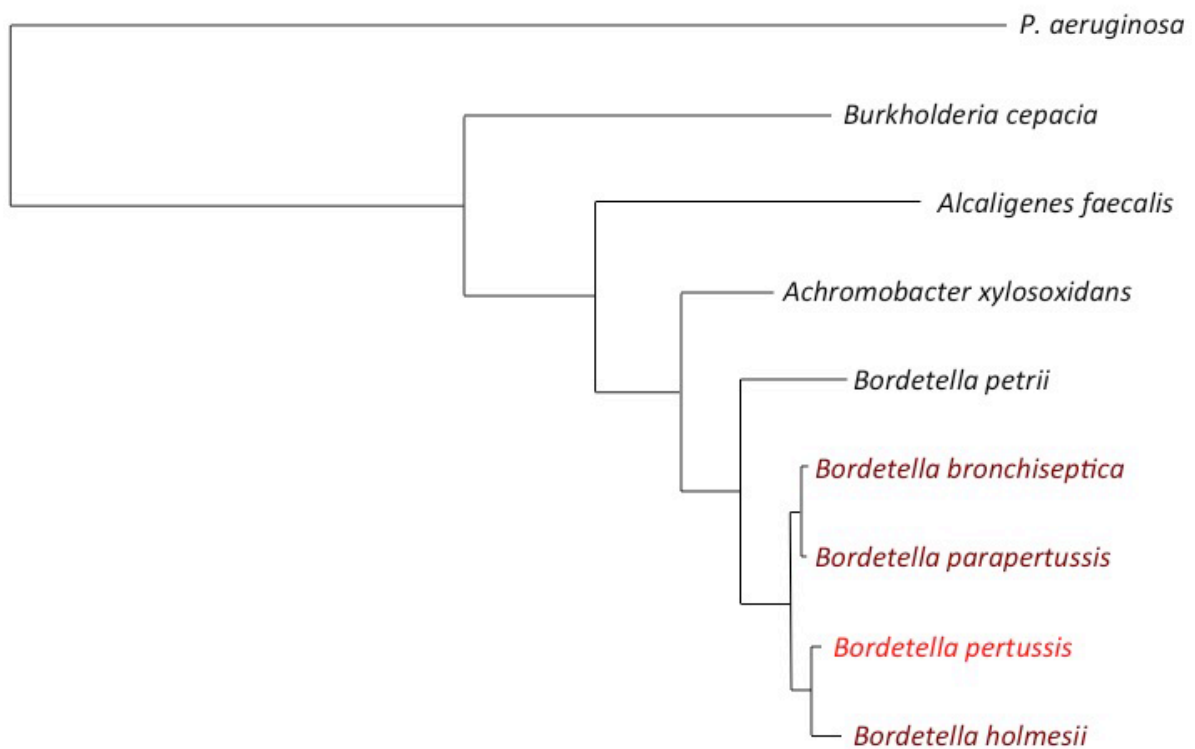 P. aeruginosa
Burkholderia cepacia
Alcaligenes faecalis
Achromobacter xylosoxidans
Bordetella petrii
Bordetella bronchiseptica
Bordetella parapertussis
Bordetella pertussis
Bordetella holmesii